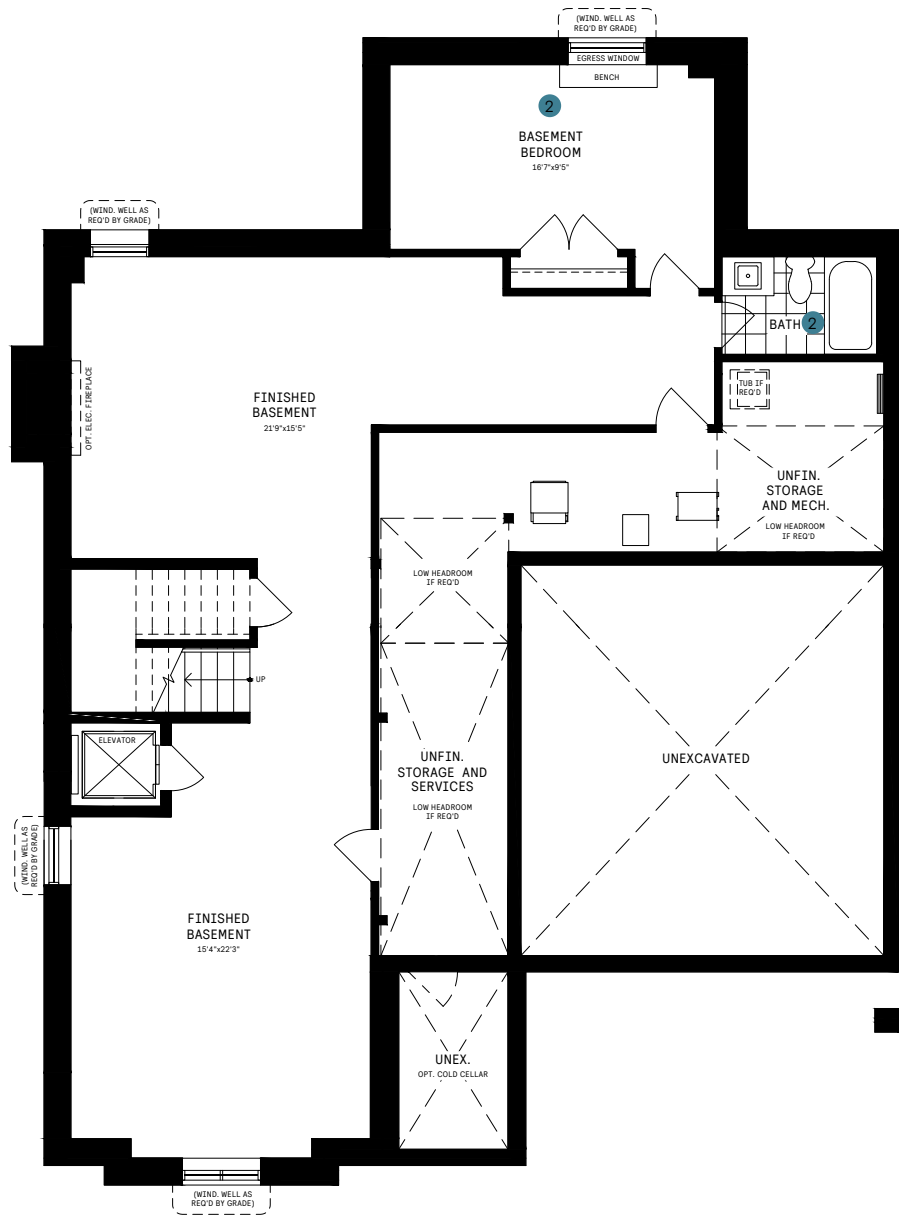 (WIND. WELL AS
REQ'D BY GRADE)
EGRESS WINDOW
BENCH
2
BASEMENT
BEDROOM
16'7"x9'5"
(WIND. WELL AS
REQ'D BY GRADE)
BATH 2
OPT. ELEC. FIREPLACE
FINISHED
BASEMENT
21'9"x15'5"
TUB IF
REQ'D
UNFIN.
STORAGE
AND MECH.
LOW HEADROOM
IF REQ'D
LOW HEADROOM
IF REQ'D
UP
ELEVATOR
UNFIN.
STORAGE AND
SERVICES
LOW HEADROOM
IF REQ'D
UNEXCAVATED
(WIND. WELL AS
REQ'D BY GRADE)
FINISHED
BASEMENT
15'4"x22'3"
UNEX.
OPT. COLD CELLAR
(WIND. WELL AS
REQ'D BY GRADE)